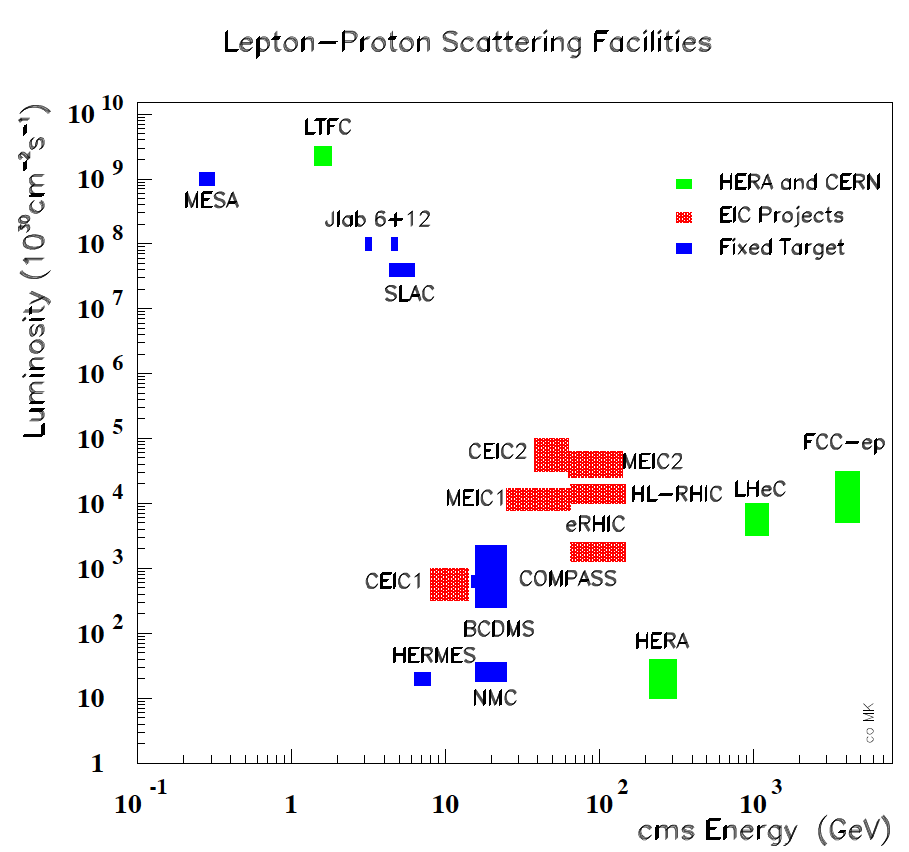 Lepton-Proton Scattering Facilities
Luminosity (10^30 cm^-2 s^-1)
10^10
10^9
10^8
10^7
10^6
10^5
10^4
10^3
10^2
10
1
LTFC
MESA
Jlab 6+12
SLAC
HERA and CERN
EIC Projects
Fixed Target
CEIC2
MEIC2
FCC-ep
MEIC1
HL-RHIC
LHeC
eRHIC
CEIC1
COMPASS
BCDMS
HERA
HERMES
NMC
co MK
10^-1
1
10
10^2
10^3
cms Energy (GeV)